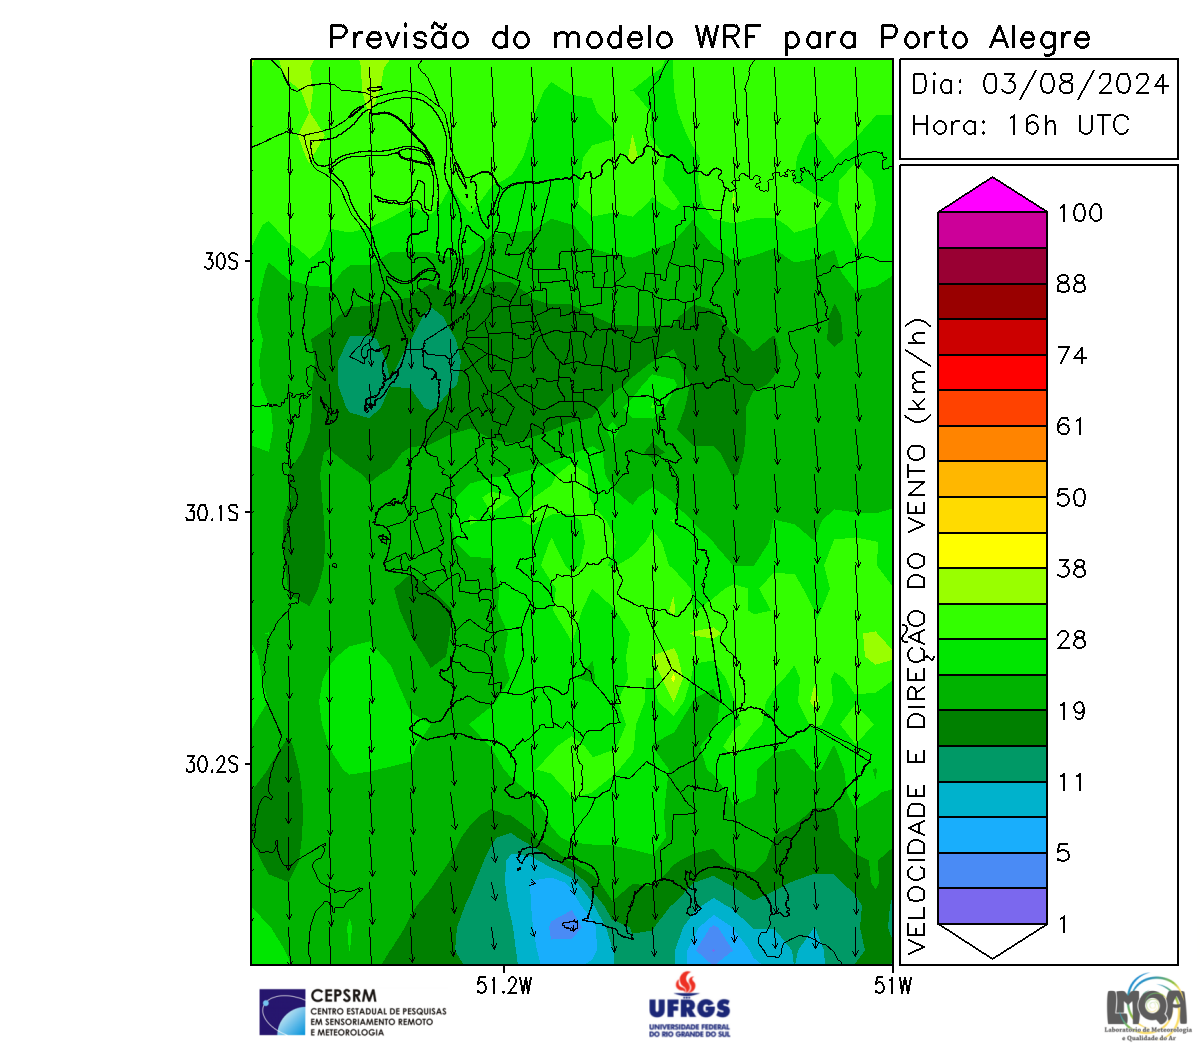 Previsão do modelo WRF para Porto Alegre
Dia: 03/08/2024
Hora: 16h UTC
100
88
74
61
50
38
28
19
11
5
1
VELOCIDADE E DIREÇÃO DO VENTO (km/h)
30S
30.1S
30.2S
51.2W
51W
CEPSRM
CENTRO ESTADUAL DE PESQUISAS
EM SENSORIAMENTO REMOTO
E METEOROLOGIA
UFRGS
UNIVERSIDADE FEDERAL
DO RIO GRANDE DO SUL
LMQA
Laboratório de Meteorologia
e Qualidade do Ar